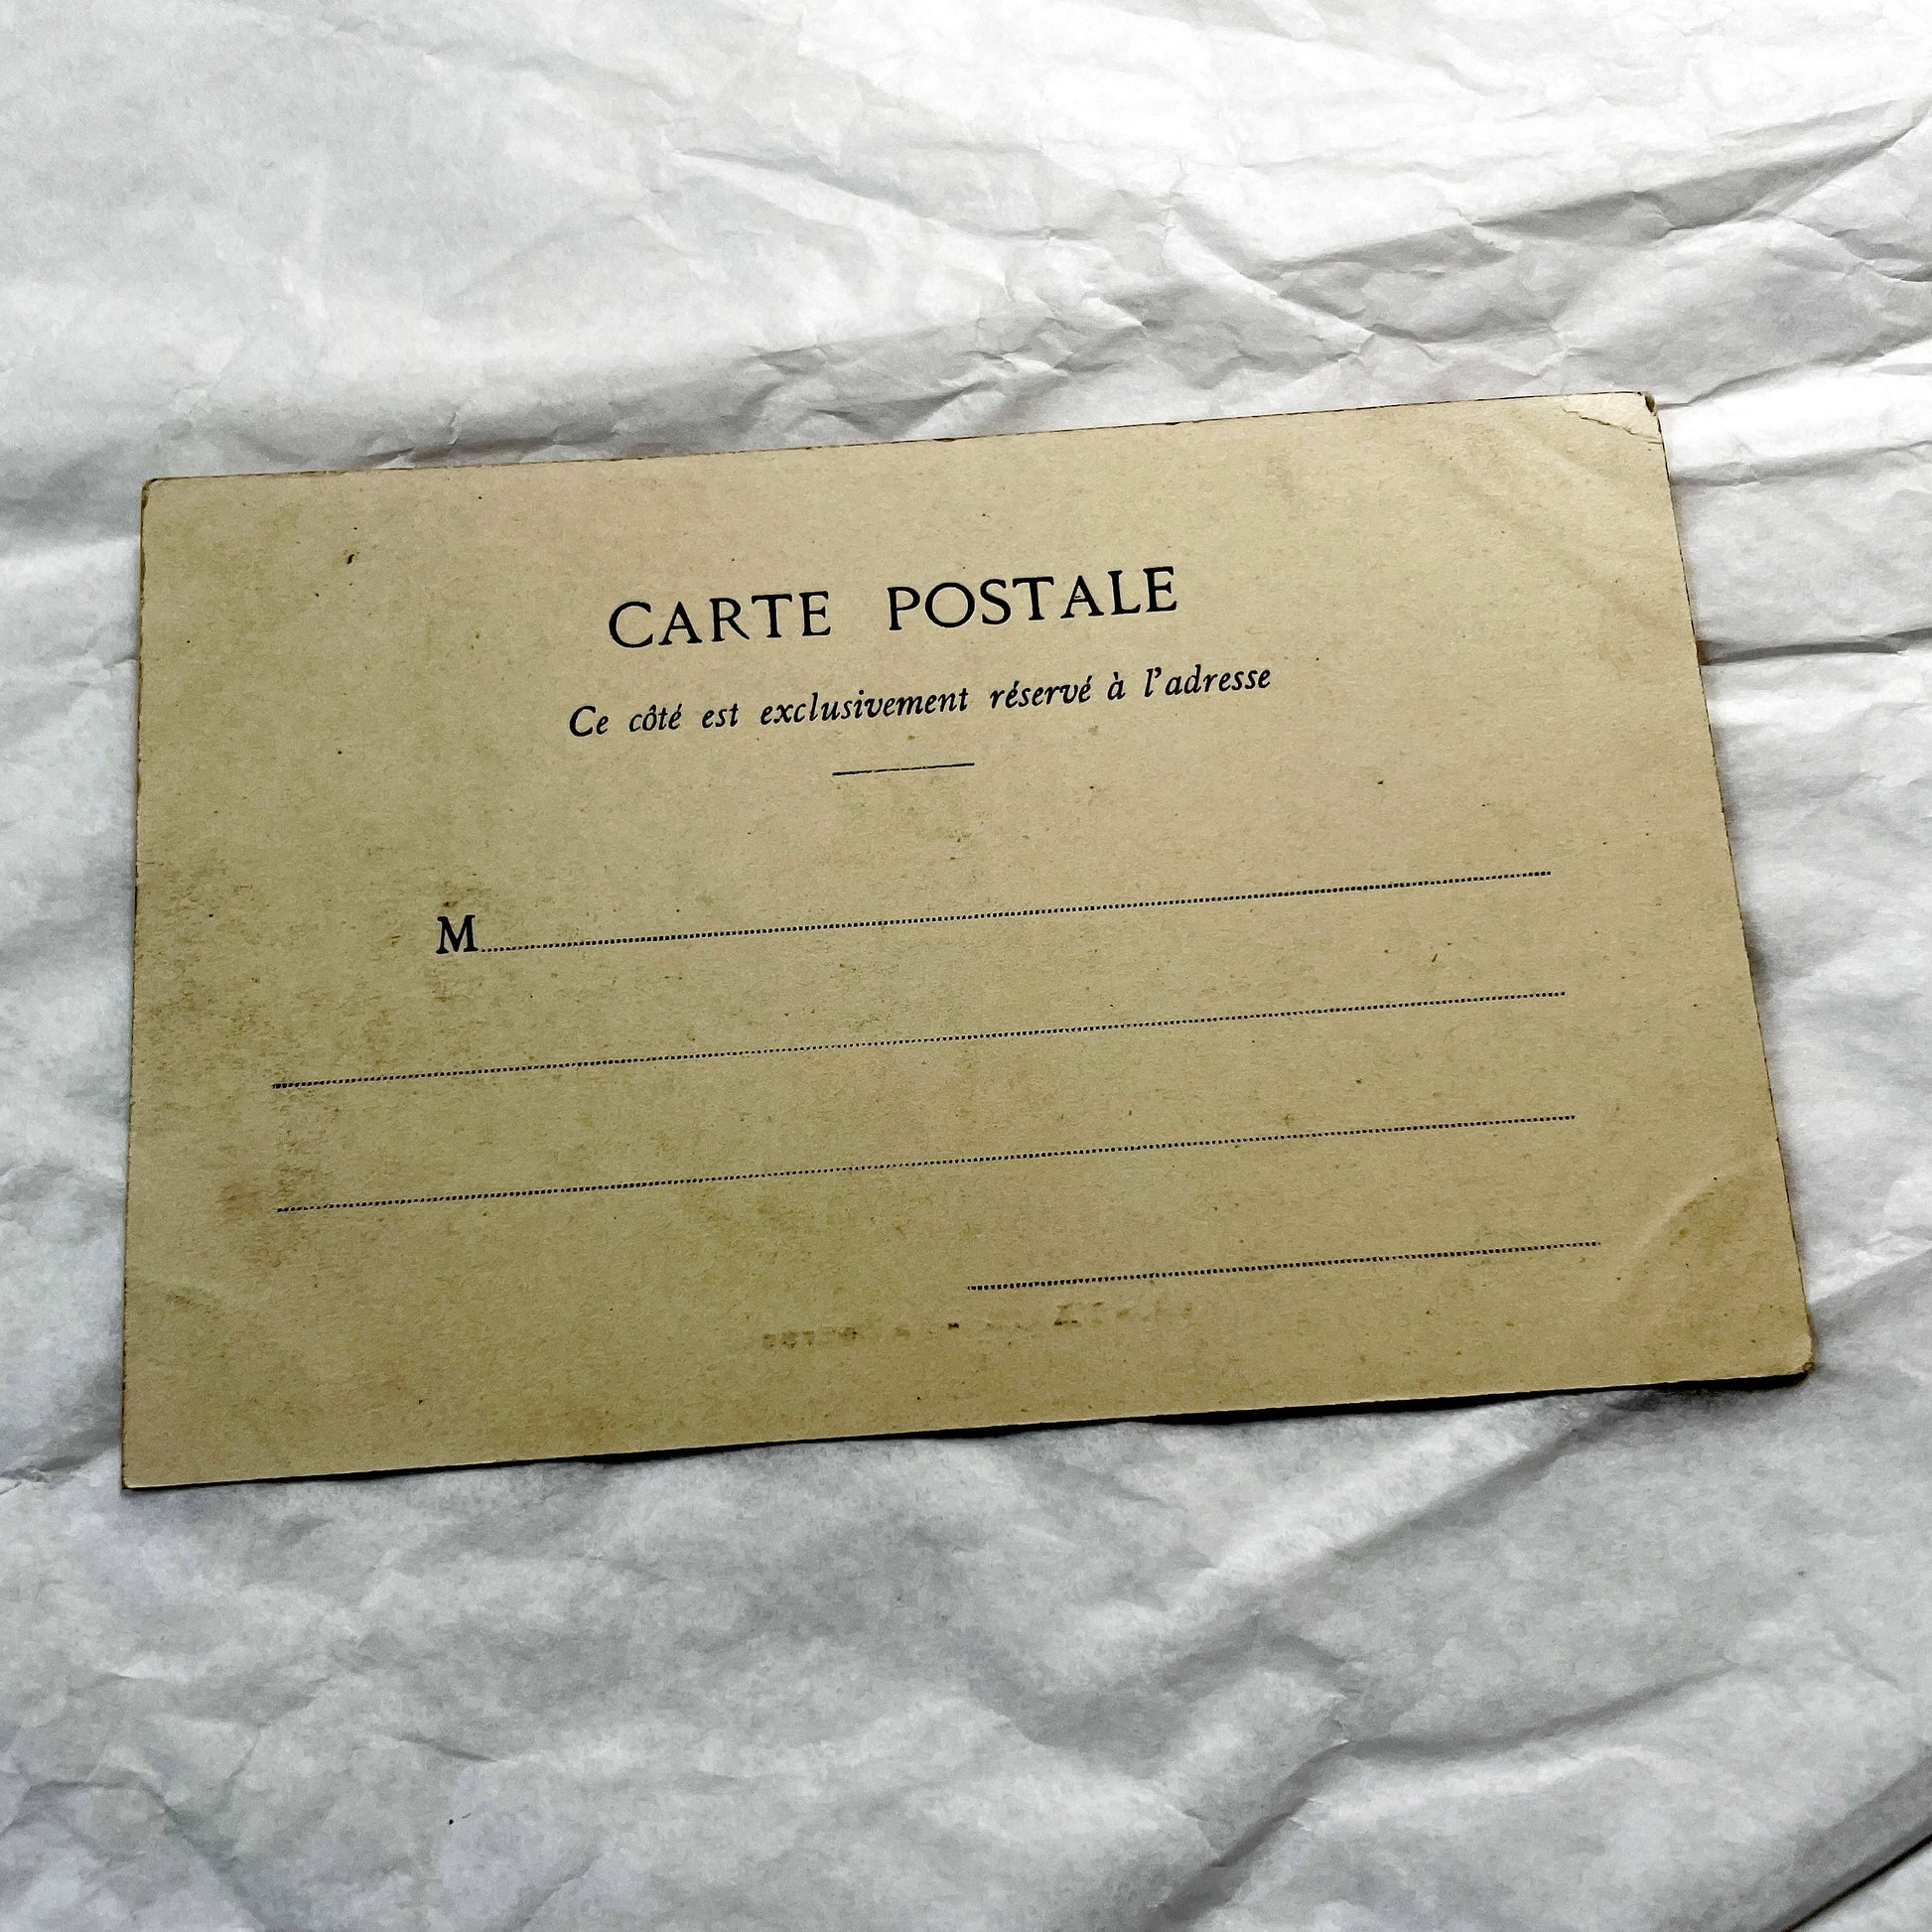 CARTE POSTALE
Ce côté est exclusivement réservé à l'adresse
M